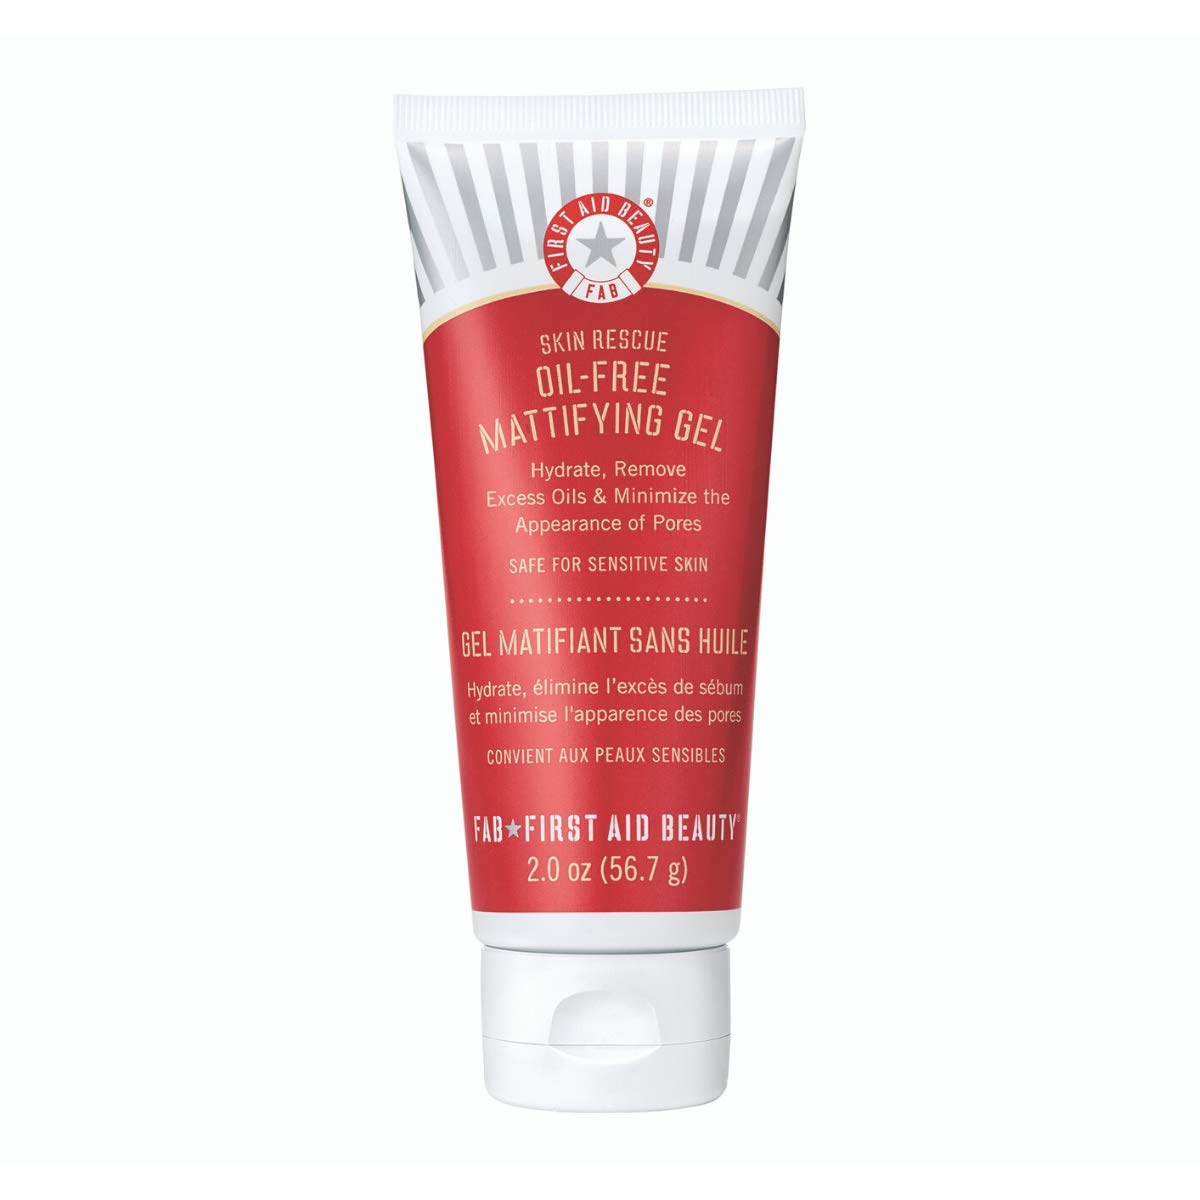 FIRST AID BEAUTY®
FAB
SKIN RESCUE
OIL-FREE
MATTIFYING GEL
Hydrate, Remove
Excess Oils & Minimize the
Appearance of Pores
SAFE FOR SENSITIVE SKIN
GEL MATIFIANT SANS HUILE
Hydrate, élimine l'excès de sébum
et minimise l'apparence des pores
CONVIENT AUX PEAUX SENSIBLES
FAB★FIRST AID BEAUTY®
2.0 oz (56.7 g)